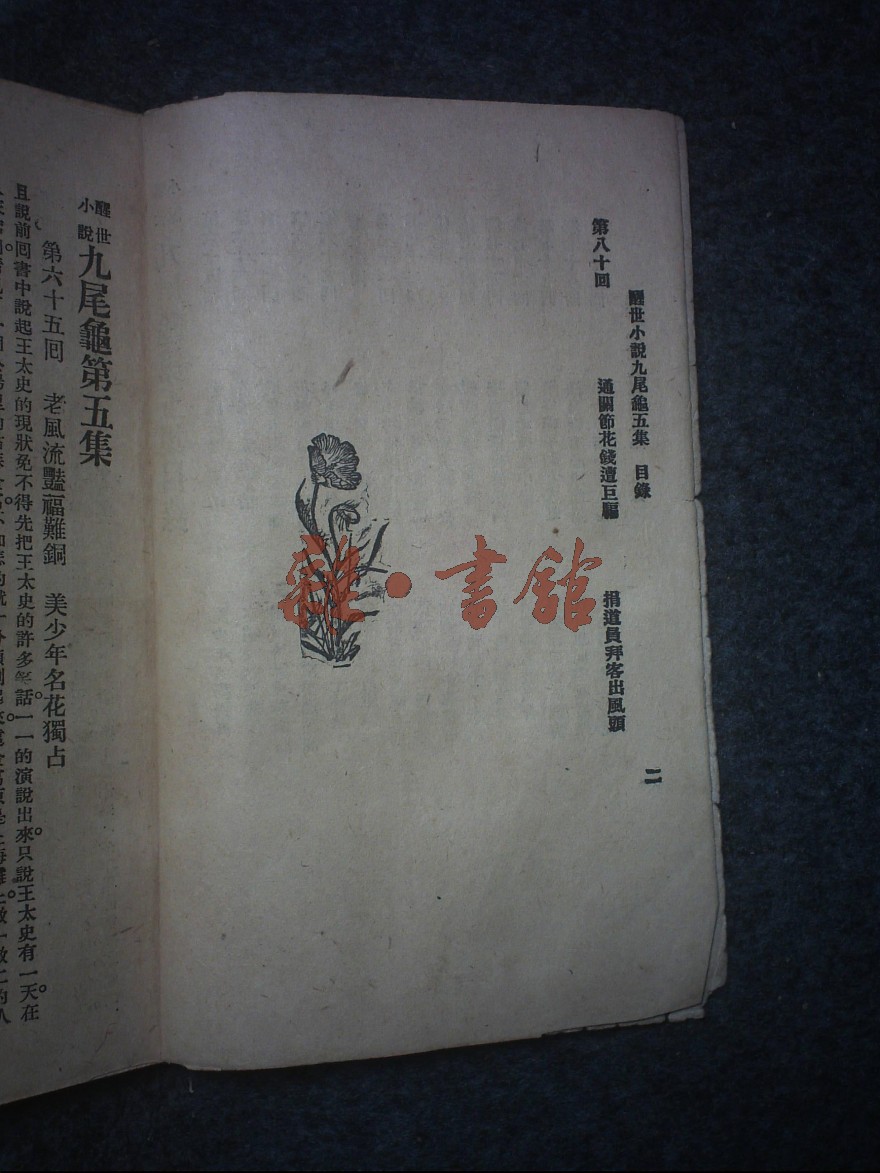 醒世小說九尾龜五集 目錄
第八十回 通關節花錢遭巨騙 捐道員拜客出風頭
二
雜·書館
醒世小說九尾龜第五集
第六十五回 老風流豔福難銅 美少年名花獨占
且說前回書中說起王太史的現狀免不得先把王太史的許多笑話。一一的演說出來。只說王太史有一天。在